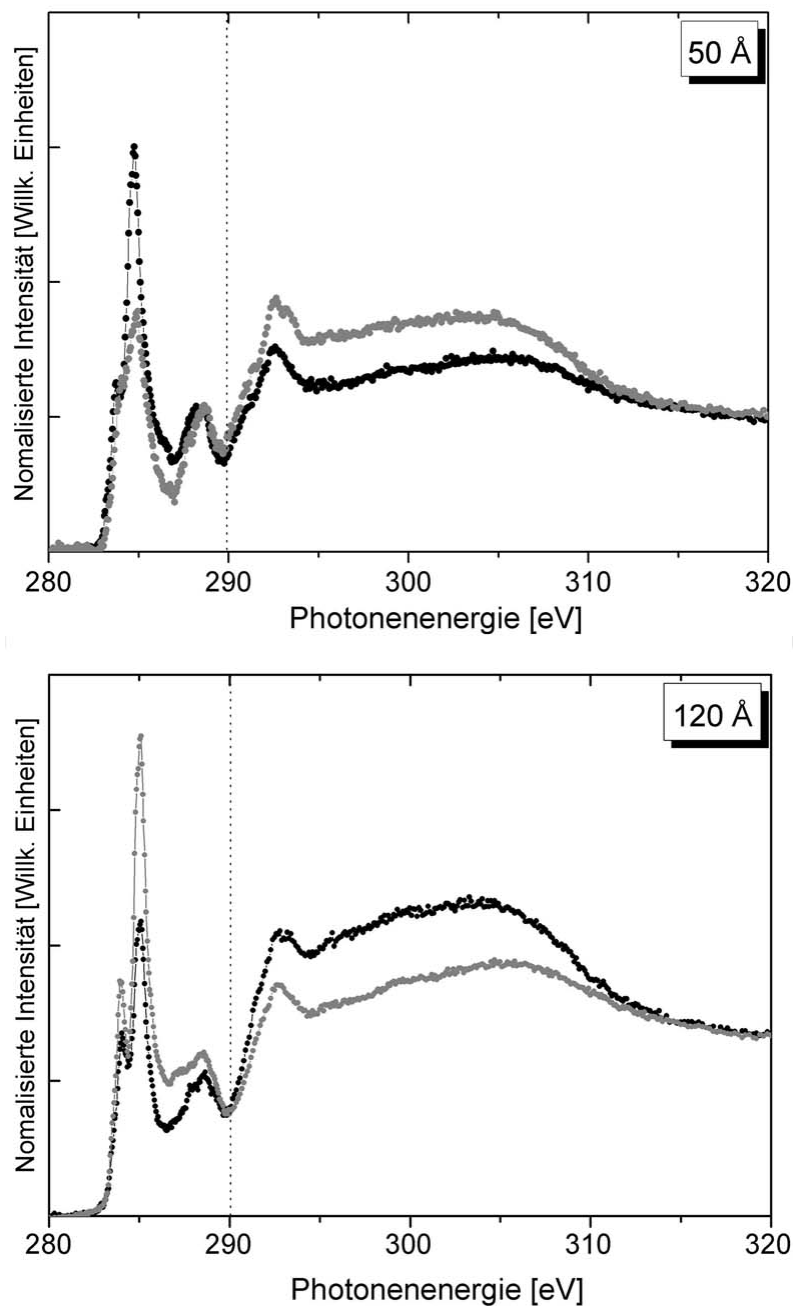 50 Å
Nomalisierte Intensität [Willk. Einheiten]
280 290 300 310 320
Photonenenergie [eV]
120 Å
Nomalisierte Intensität [Willk. Einheiten]
280 290 300 310 320
Photonenenergie [eV]